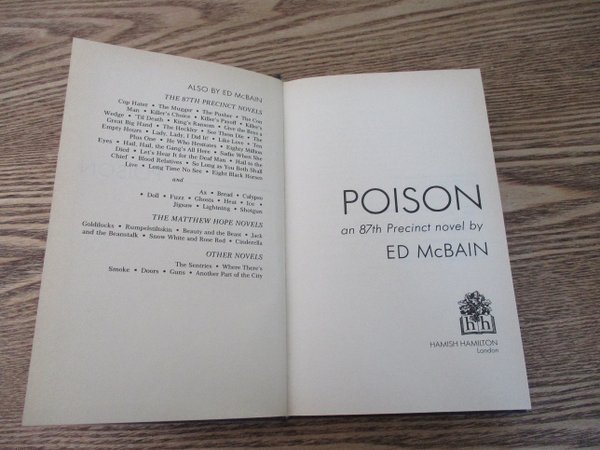 ALSO BY ED McBAIN
THE 87TH PRECINCT NOVELS
Cop Hater • The Mugger • The Pusher • The Con
Man • Killer's Choice • Killer's Payoff • Killer's
Wedge • 'Til Death • King's Ransom • Give the Boys a
Great Big Hand • The Heckler • See Them Die • The
Empty Hours • Lady, Lady, I Did It! • Like Love • Ten
Plus One • He Who Hesitates • Eighty Million
Eyes • Hail, Hail, the Gang's All Here • Sadie When She
Died • Let's Hear It for the Deaf Man • Hail to the
Chief • Blood Relatives • So Long as You Both Shall
Live • Long Time No See • Eight Black Horses
and
Ax • Bread • Calypso
• Doll • Fuzz • Ghosts • Heat • Ice •
Jigsaw • Lightning • Shotgun
THE MATTHEW HOPE NOVELS
Goldilocks • Rumpelstiltskin • Beauty and the Beast • Jack
and the Beanstalk • Snow White and Rose Red • Cinderella
OTHER NOVELS
The Sentries • Where There's
Smoke • Doors • Guns • Another Part of the City
POISON
an 87th Precinct novel by
ED McBAIN
h h
HAMISH HAMILTON
London